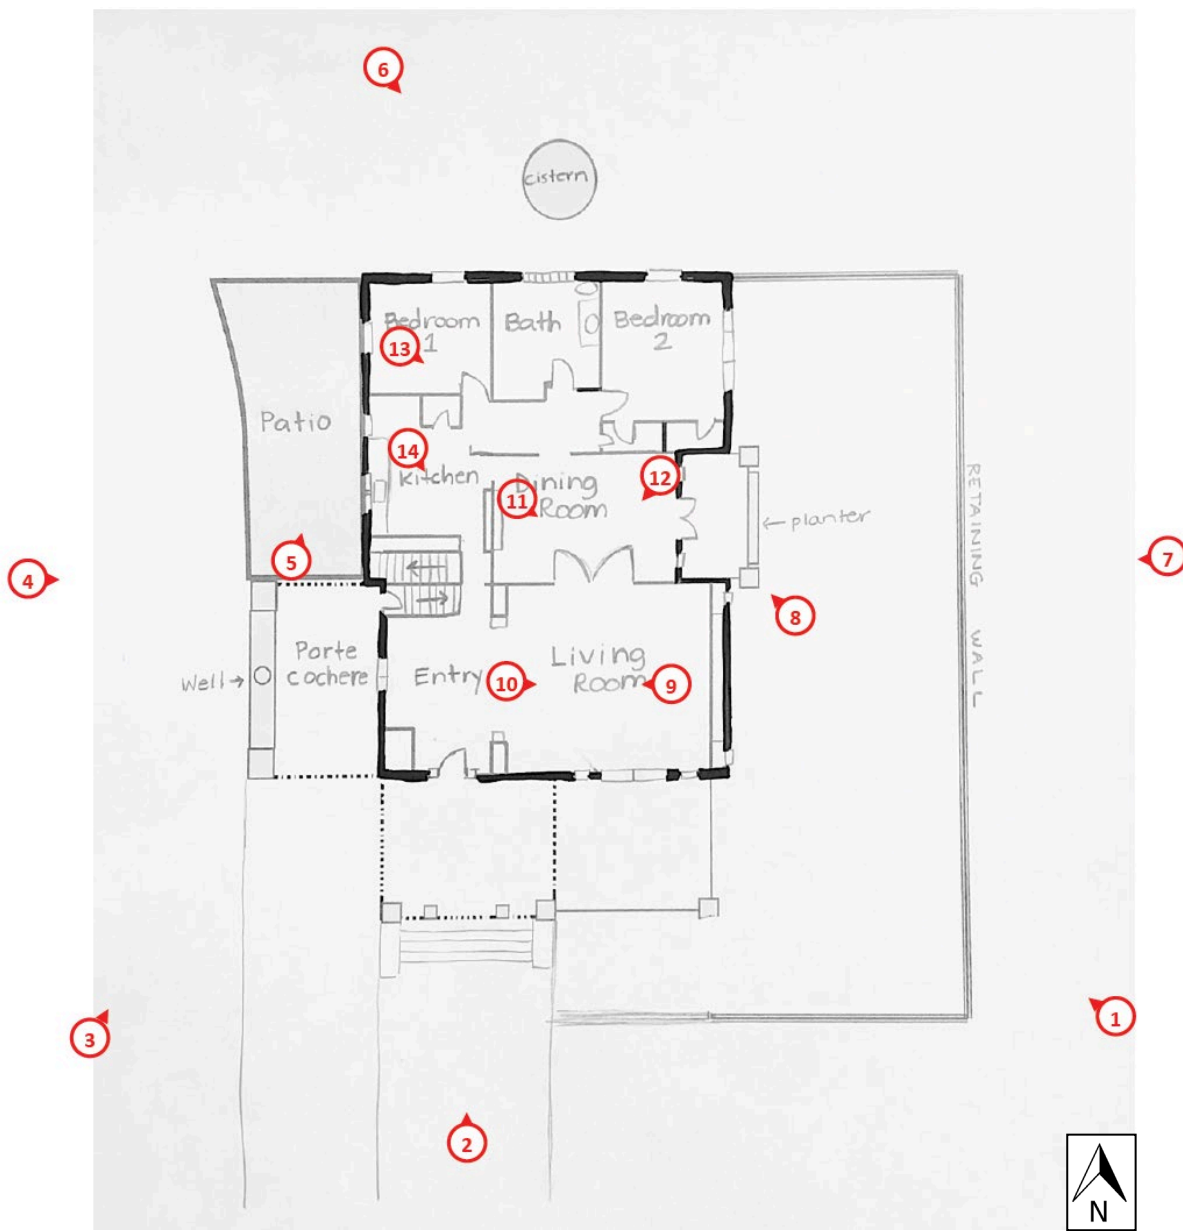 6
cistern
Bedroom
1
13
Bath
Bedroom
2
Patio
14
Kitchen
12
Dining
Room
11
planter
RETAINING WALL
5
4
7
8
Porte
cochere
Well
Entry
10
Living
Room
9
3
1
2
N